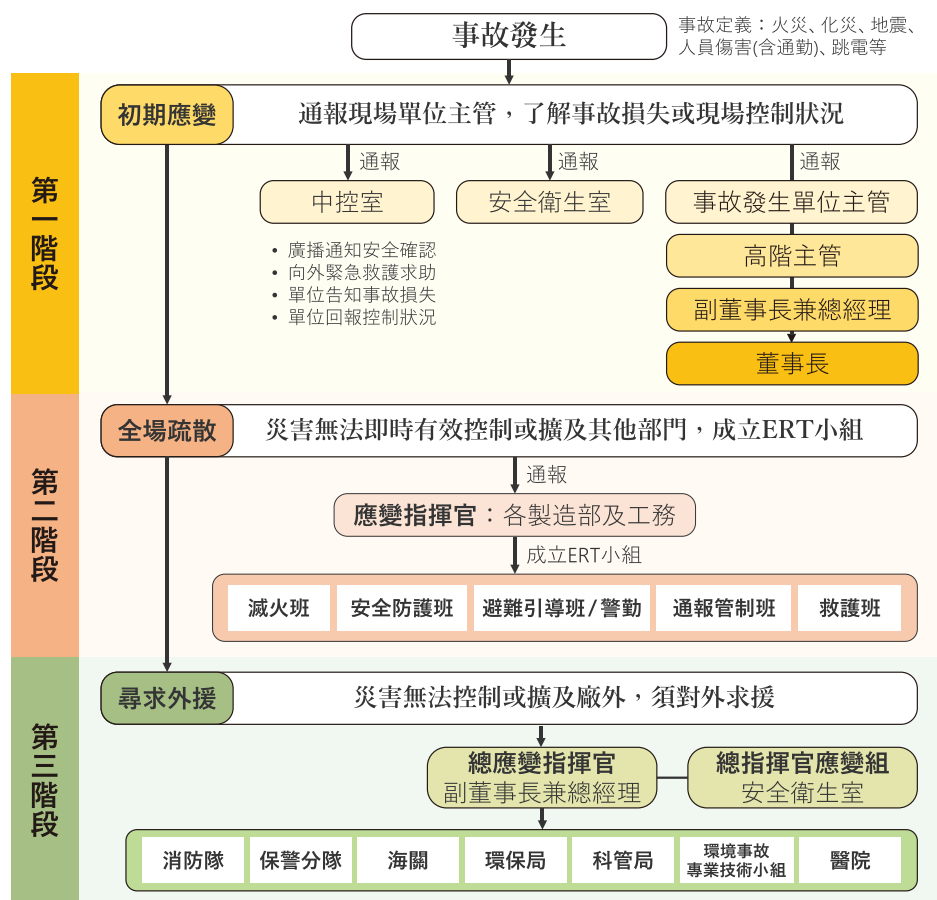 事故發生
事故定義：火災、化災、地震、
人員傷害(含通勤)、跳電等
第一階段
初期應變
通報現場單位主管，了解事故損失或現場控制狀況
通報
通報
通報
中控室
安全衛生室
事故發生單位主管
• 廣播通知安全確認
• 向外緊急救護求助
• 單位告知事故損失
• 單位回報控制狀況
高階主管
副董事長兼總經理
董事長
第二階段
全場疏散
災害無法即時有效控制或擴及其他部門，成立ERT小組
通報
應變指揮官：各製造部及工務
成立ERT小組
滅火班
安全防護班
避難引導班/警勤
通報管制班
救護班
第三階段
尋求外援
災害無法控制或擴及廠外，須對外求援
總應變指揮官
副董事長兼總經理
總指揮官應變組
安全衛生室
消防隊
保警分隊
海關
環保局
科管局
環境事故
專業技術小組
醫院